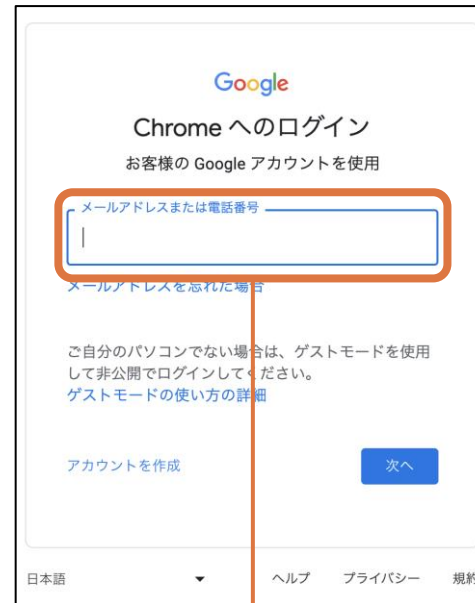 Google
Chrome へのログイン
お客様の Google アカウントを使用
メールアドレスまたは電話番号
メールアドレスを忘れた場合
ご自分のパソコンでない場合は、ゲストモードを使用
して非公開でログインしてください。
ゲストモードの使い方の詳細
アカウントを作成
次へ
日本語 ヘルプ プライバシー 規約